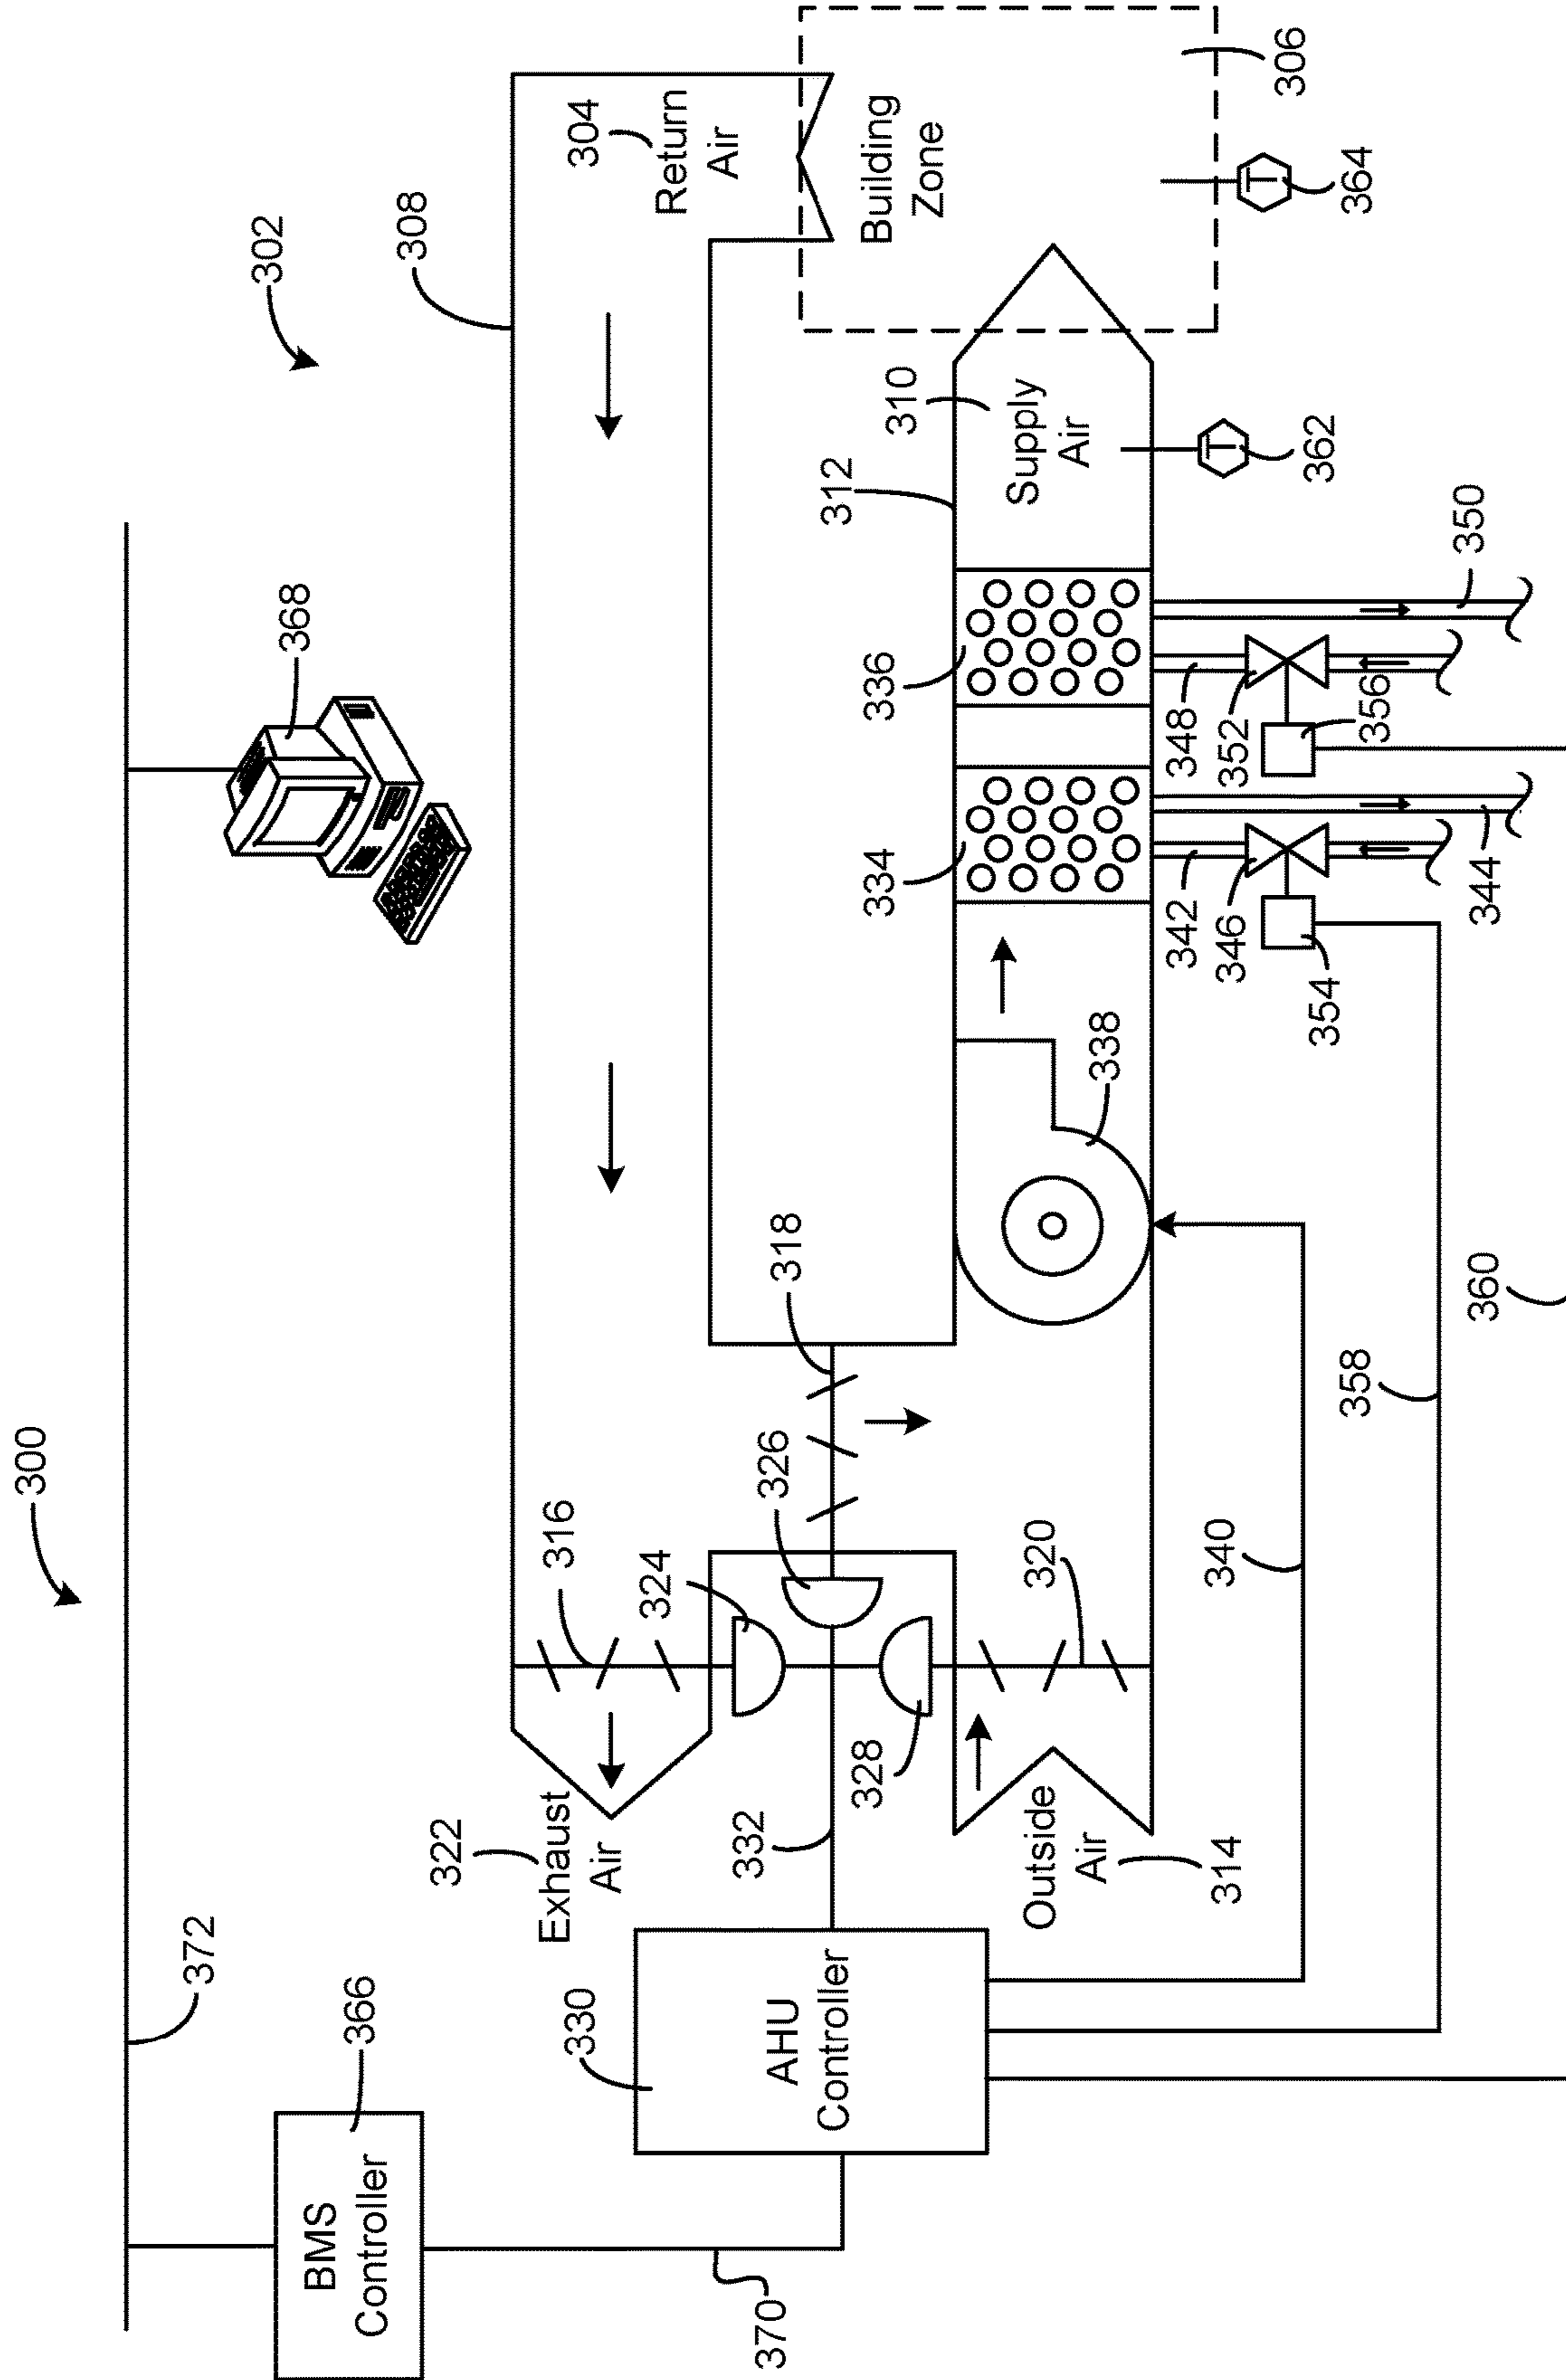 300
372
BMS
Controller
366
370
368
302
308
304
Return
Air
Building
Zone
306
364
322
Exhaust
Air
316
324
326
318
332
328
330
AHU
Controller
Outside
Air
314
320
338
334
336
312
310
Supply
Air
362
340
342
346
354
344
348
352
356
350
358
360
T
T